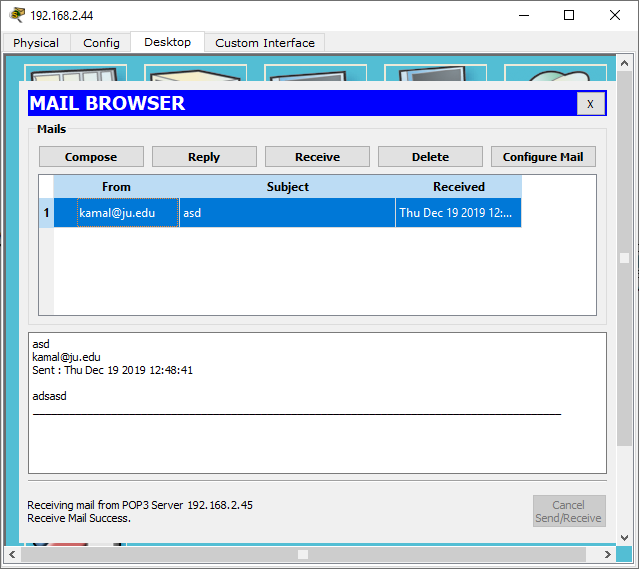 192.168.2.44
Physical Config Desktop Custom Interface
MAIL BROWSER X
Mails
Compose Reply Receive Delete Configure Mail
From Subject Received
1 kamal@ju.edu asd Thu Dec 19 2019 12:...
asd
kamal@ju.edu
Sent : Thu Dec 19 2019 12:48:41
adsasd
Receiving mail from POP3 Server 192.168.2.45
Receive Mail Success.
Cancel
Send/Receive